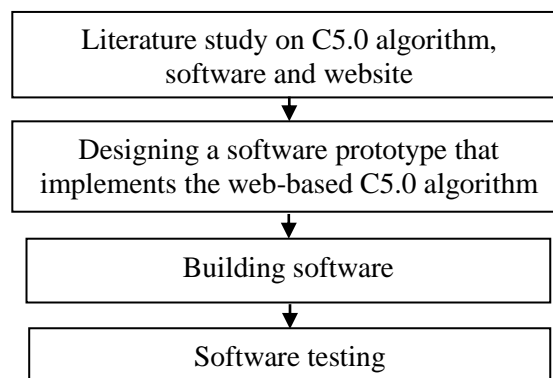 Literature study on C5.0 algorithm,
software and website
Designing a software prototype that
implements the web-based C5.0 algorithm
Building software
Software testing